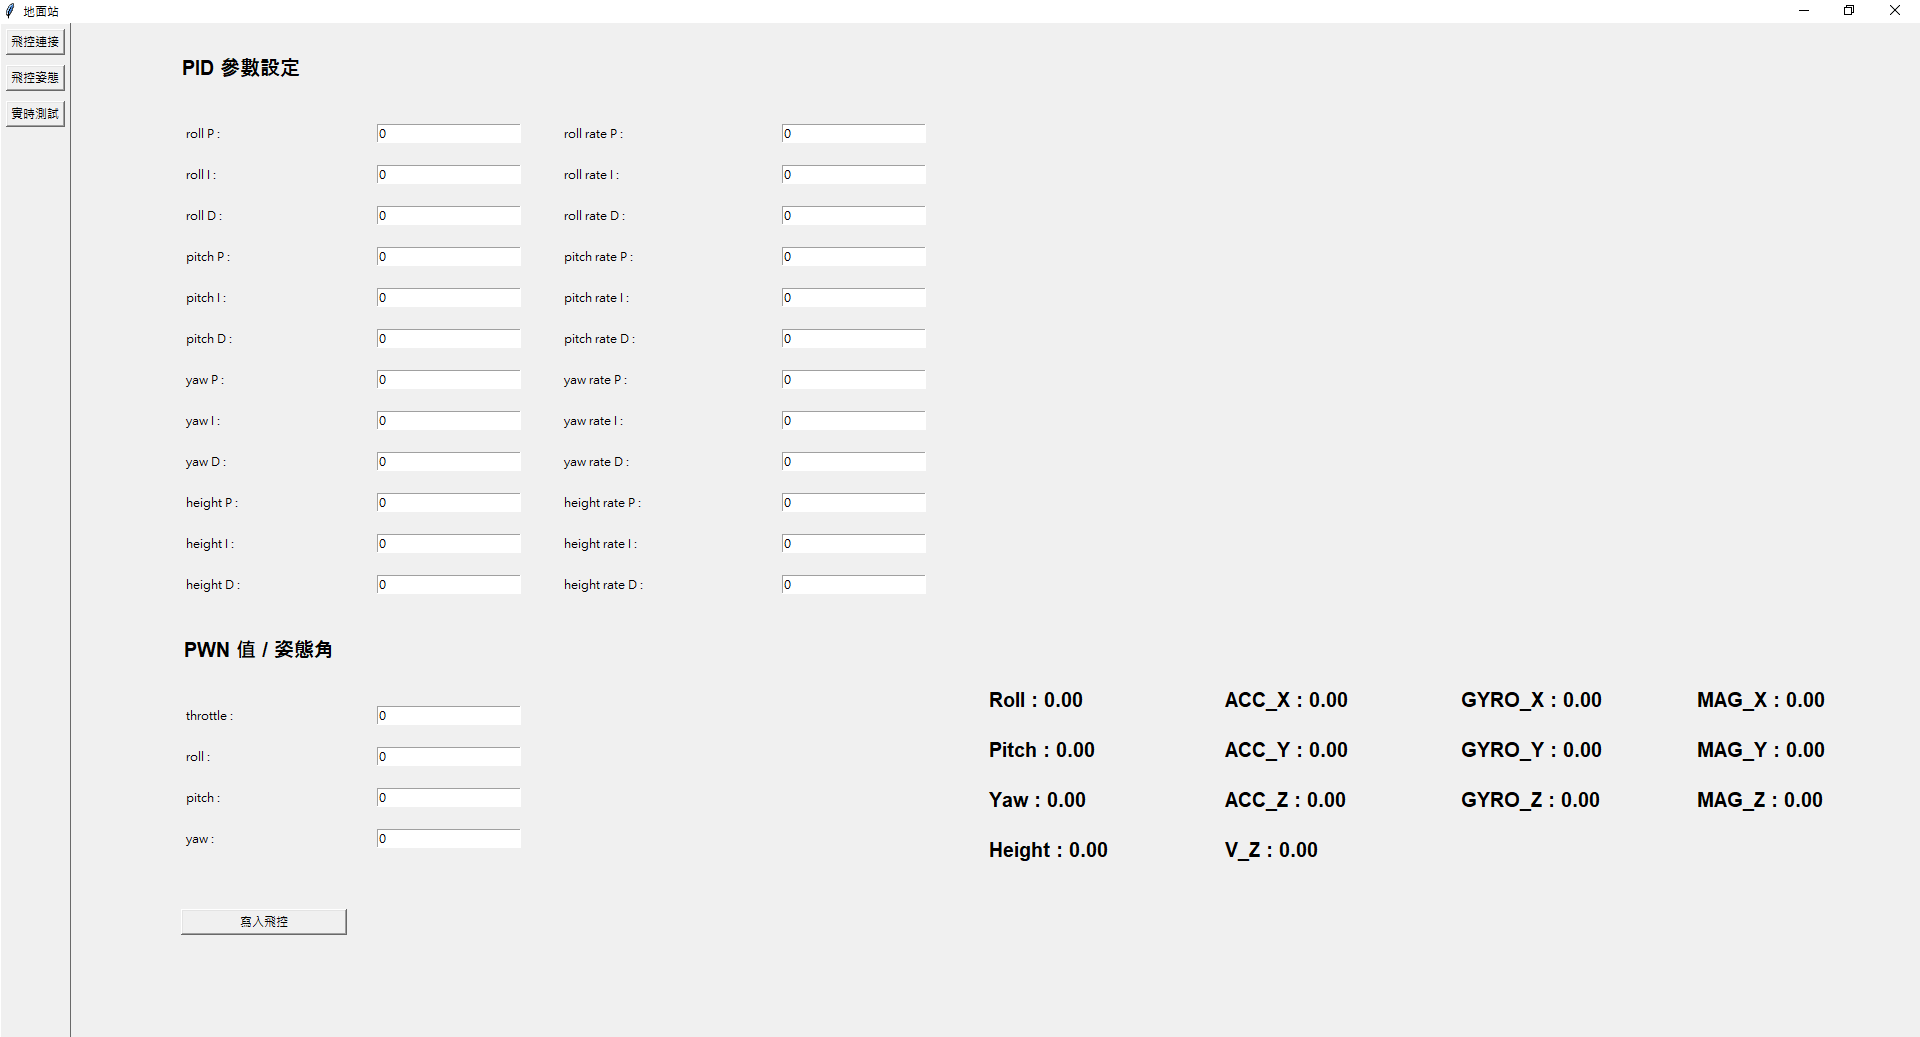 地面站
飛控連接
飛控姿態
實時測試
PID 參數設定
roll P : 0 roll rate P : 0
roll I : 0 roll rate I : 0
roll D : 0 roll rate D : 0
pitch P : 0 pitch rate P : 0
pitch I : 0 pitch rate I : 0
pitch D : 0 pitch rate D : 0
yaw P : 0 yaw rate P : 0
yaw I : 0 yaw rate I : 0
yaw D : 0 yaw rate D : 0
height P : 0 height rate P : 0
height I : 0 height rate I : 0
height D : 0 height rate D : 0
PWN 值 / 姿態角
throttle : 0
roll : 0
pitch : 0
yaw : 0
寫入飛控
Roll : 0.00 ACC_X : 0.00 GYRO_X : 0.00 MAG_X : 0.00
Pitch : 0.00 ACC_Y : 0.00 GYRO_Y : 0.00 MAG_Y : 0.00
Yaw : 0.00 ACC_Z : 0.00 GYRO_Z : 0.00 MAG_Z : 0.00
Height : 0.00 V_Z : 0.00